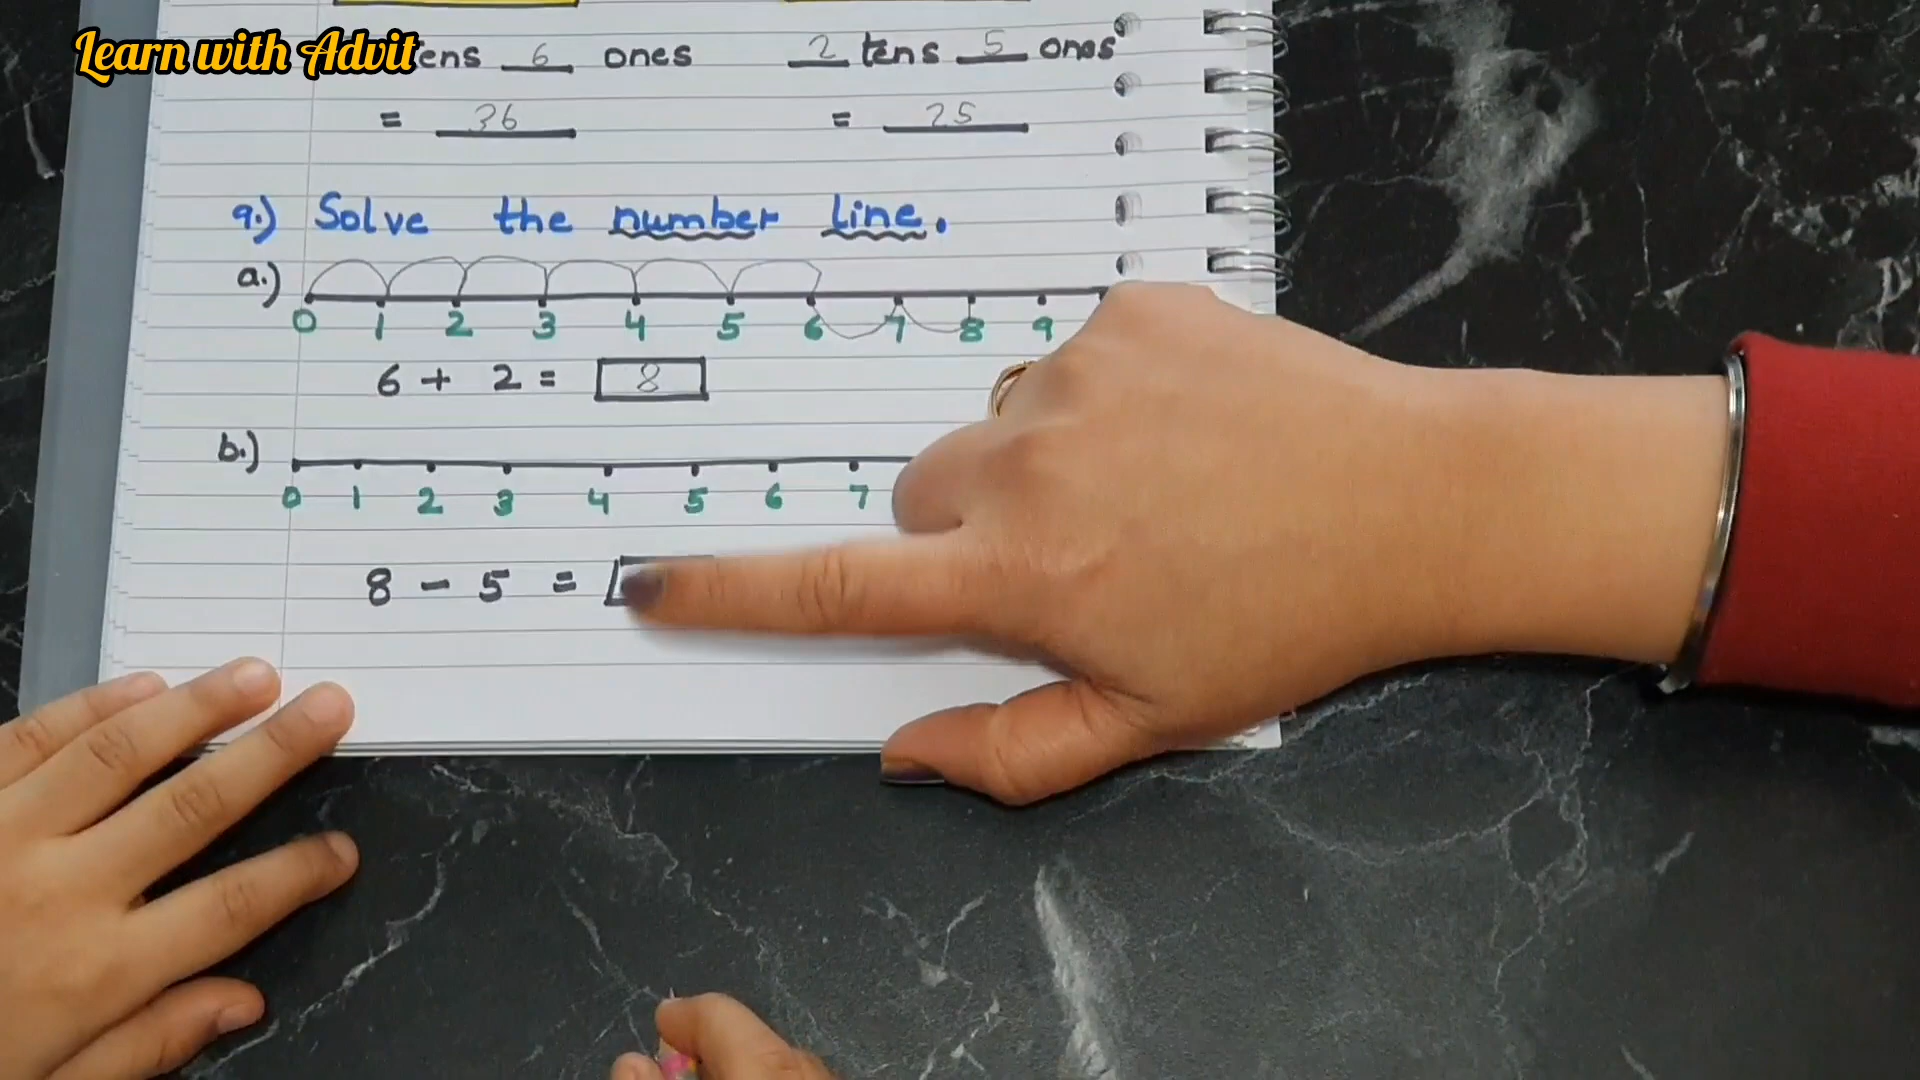 Learn with Advit
ens 6 ones 2 tens 5 ones
= 36 = 25
9.) Solve the number line.
a.)
0 1 2 3 4 5 6 7 8 9
6 + 2 = 8
b.)
0 1 2 3 4 5 6 7
8 - 5 =